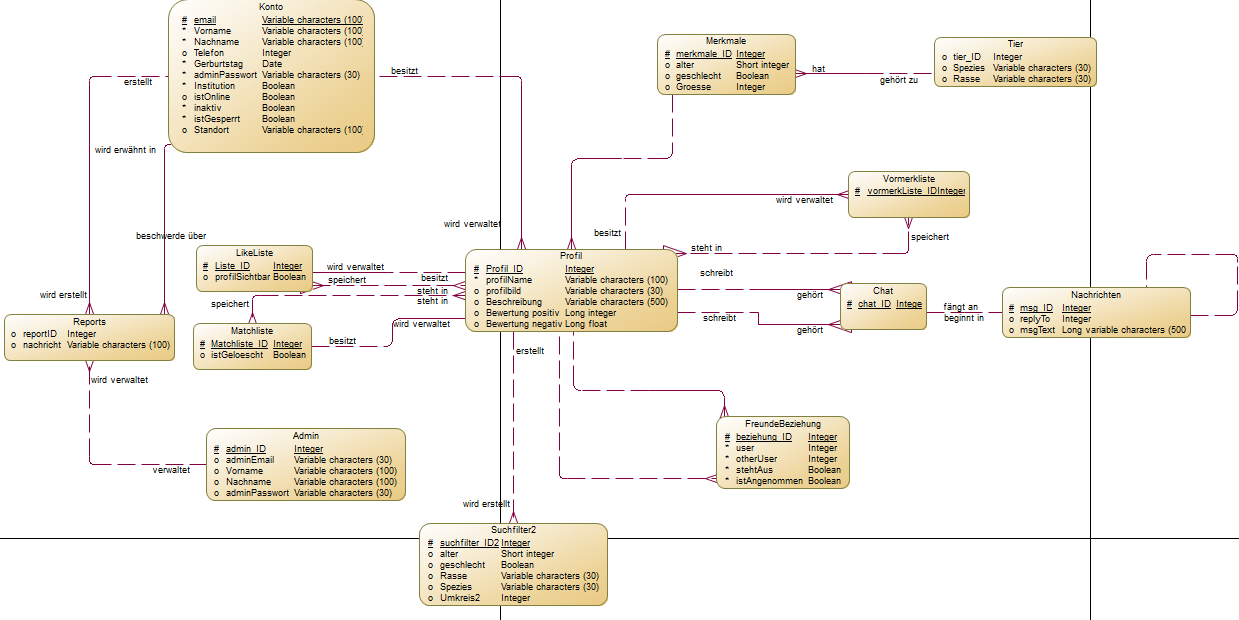 Konto
# email Variable characters (100
* Vorname Variable characters (100
* Nachname Variable characters (100
o Telefon Integer
* Gerburtstag Date
* adminPasswort Variable characters (30)
* Institution Boolean
o istOnline Boolean
* inaktiv Boolean
* istGesperrt Boolean
o Standort Variable characters (100
erstellt
besitzt
wird erwähnt in
beschwerde über
wird erstellt
wird verwaltet
Merkmale
# merkmale_ID Integer
o alter Short integer
o geschlecht Boolean
o Groesse Integer
hat
gehört zu
Tier
o tier_ID Integer
o Spezies Variable characters (30)
o Rasse Variable characters (30)
Vormerkliste
# vormerkListe_ID Integer
wird verwaltet
besitzt
speichert
steht in
LikeListe
# Liste_ID Integer
o profilSichtbar Boolean
wird verwaltet
besitzt
speichert
steht in
speichert
steht in
Matchliste
# Matchliste_ID Integer
o istGeloescht Boolean
wird verwaltet
besitzt
Profil
# Profil_ID Integer
* profilName Variable characters (100)
o profilbild Variable characters (30)
o Beschreibung Variable characters (500)
o Bewertung positiv Long integer
o Bewertung negativ Long float
schreibt
gehört
schreibt
gehört
Chat
# chat_ID Intege
fängt an
beginnt in
Nachrichten
# msg_ID Integer
o replyTo Integer
o msgText Long variable characters (500
Reports
o reportID Integer
o nachricht Variable characters (100)
wird verwaltet
verwaltet
Admin
# admin_ID Integer
o adminEmail Variable characters (30)
o Vorname Variable characters (100)
o Nachname Variable characters (100)
o adminPasswort Variable characters (30)
erstellt
wird erstellt
FreundeBeziehung
# beziehung_ID Integer
* user Integer
* otherUser Integer
* stehtAus Boolean
* istAngenommen Boolean
Suchfilter2
# suchfilter_ID2 Integer
o alter Short integer
o geschlecht Boolean
o Rasse Variable characters (30)
o Spezies Variable characters (30)
o Umkreis2 Integer